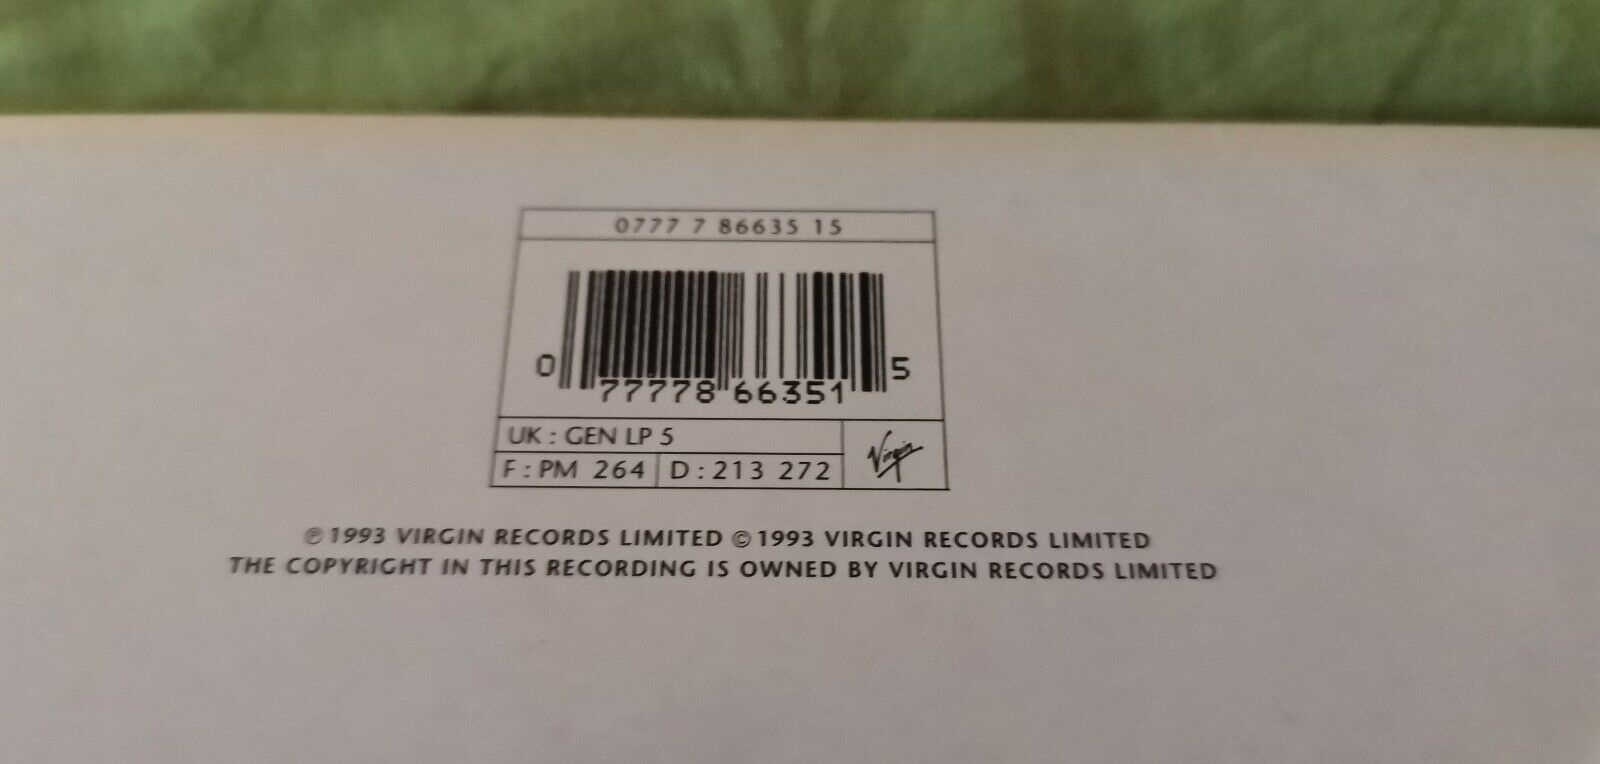 0777 7 86635 15
0 77778 66351 5
UK : GEN LP 5
F : PM 264 D : 213 272
Virgin
℗ 1993 VIRGIN RECORDS LIMITED © 1993 VIRGIN RECORDS LIMITED
THE COPYRIGHT IN THIS RECORDING IS OWNED BY VIRGIN RECORDS LIMITED